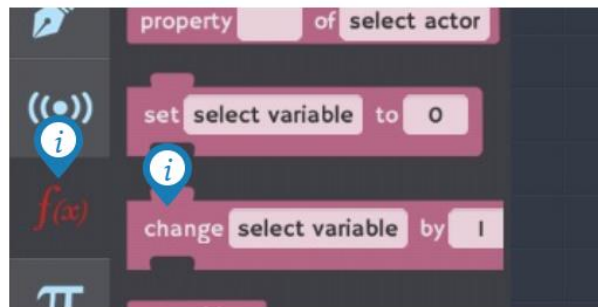 property of select actor
((•))
set select variable to 0
i
i
f(x)
change select variable by 1
π